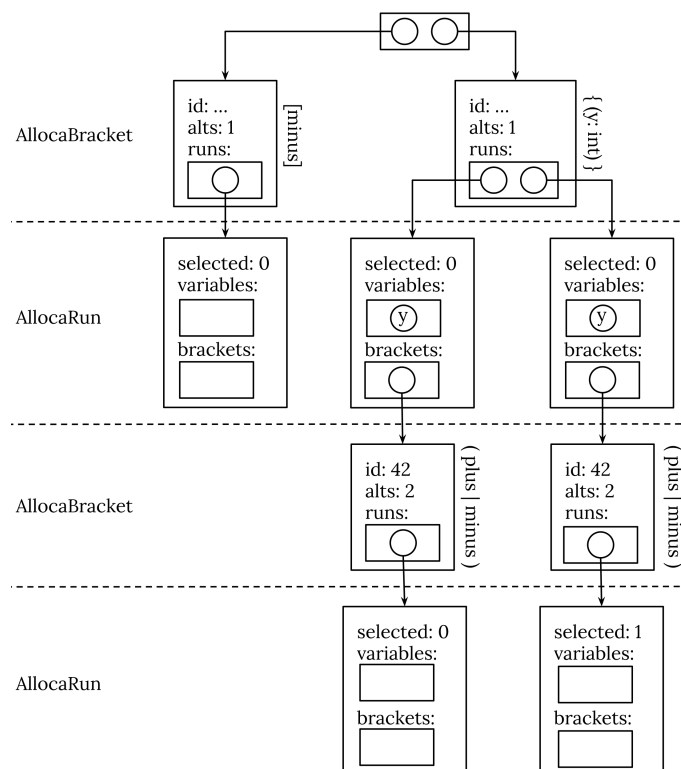 AllocaBracket
id: ...
alts: 1
runs:
[minus]
id: ...
alts: 1
runs:
{ (y: int) }
AllocaRun
selected: 0
variables:
brackets:
selected: 0
variables:
y
brackets:
selected: 0
variables:
y
brackets:
AllocaBracket
id: 42
alts: 2
runs:
( plus | minus )
id: 42
alts: 2
runs:
( plus | minus )
AllocaRun
selected: 0
variables:
brackets:
selected: 1
variables:
brackets: